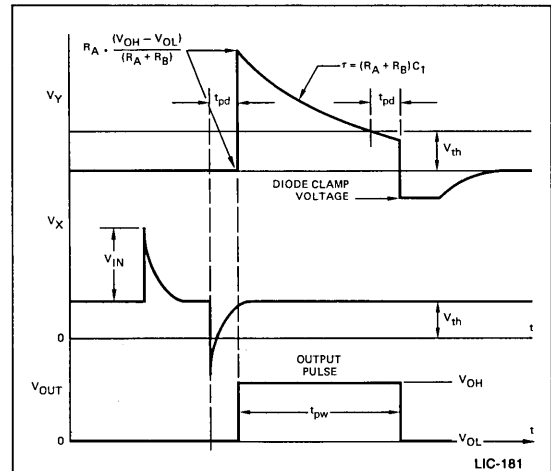 R_A • (V_OH – V_OL) / (R_A + R_B)
τ = (R_A + R_B) C_1
V_Y
t_pd
t_pd
V_th
DIODE CLAMP
VOLTAGE
V_X
V_IN
V_th
0
t
OUTPUT
PULSE
V_OH
V_OUT
t_pw
0
V_OL
t
LIC-181